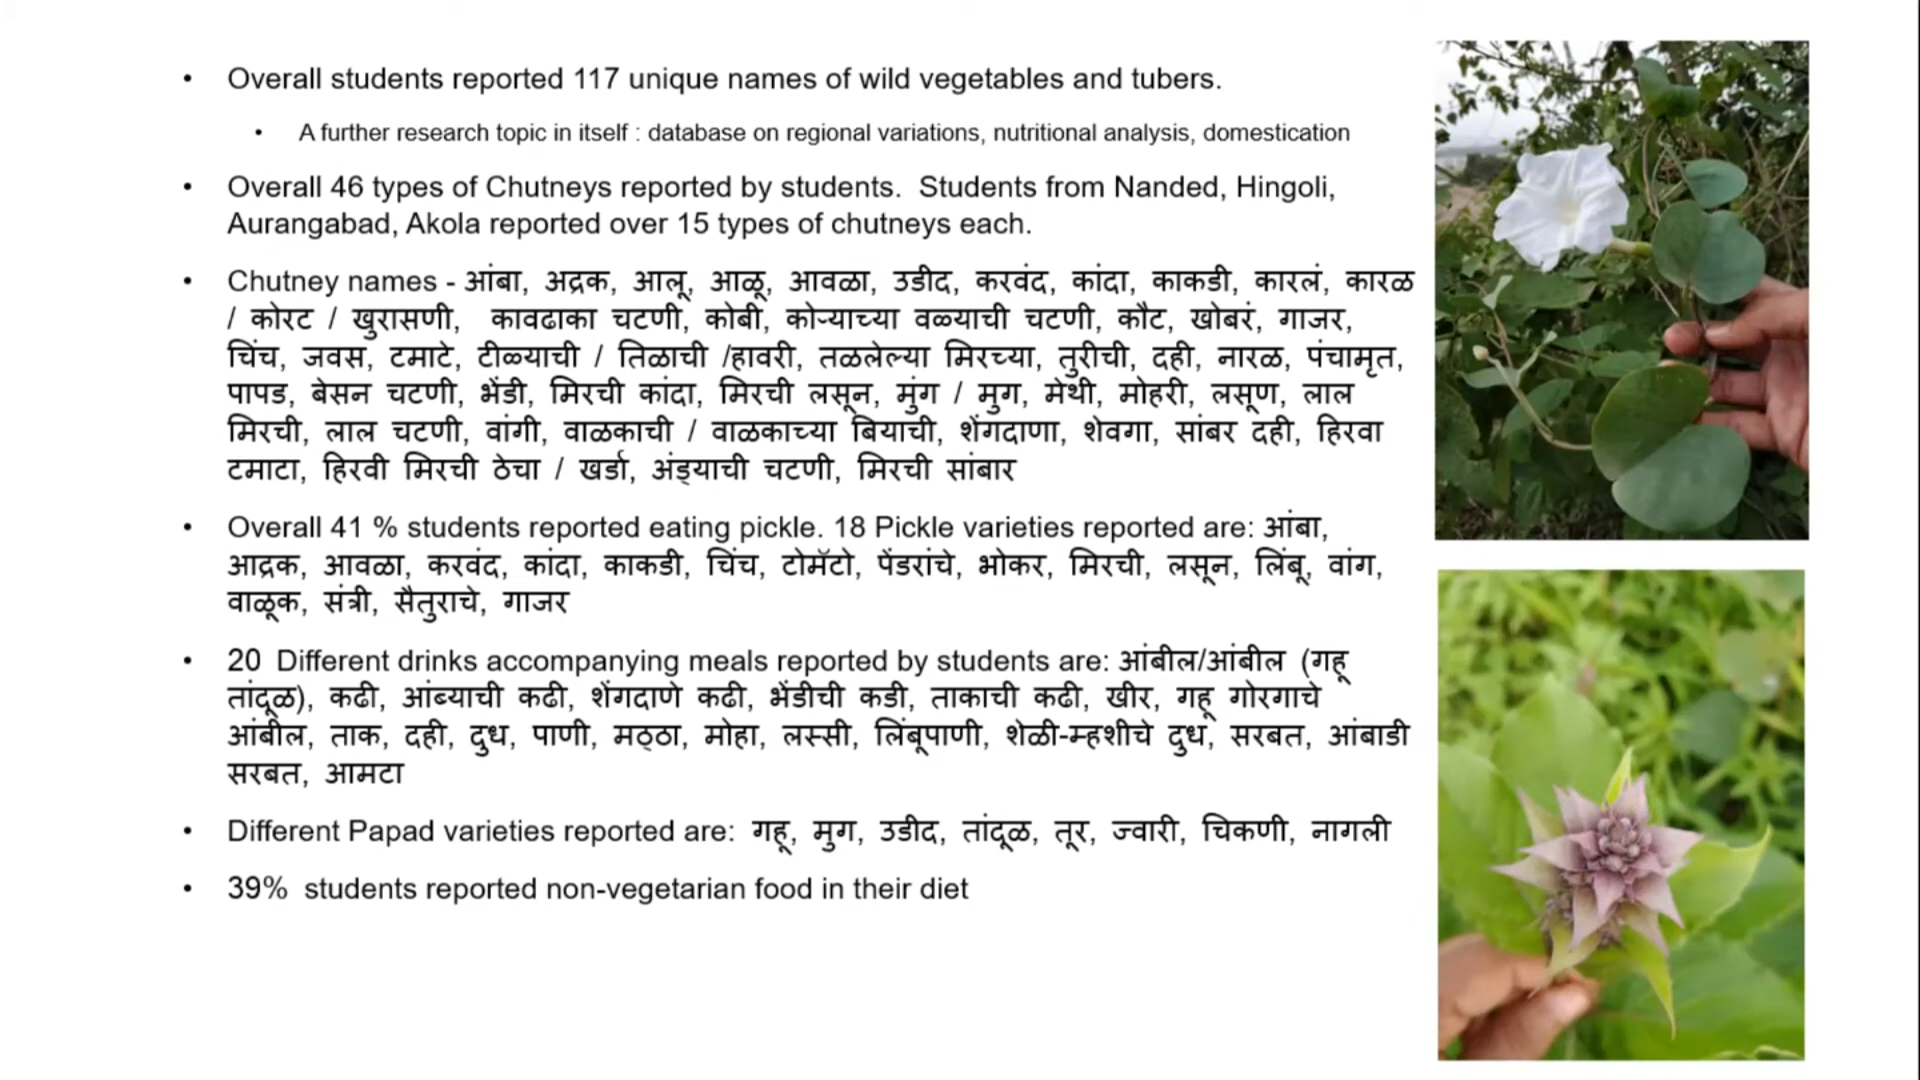 • Overall students reported 117 unique names of wild vegetables and tubers.
• A further research topic in itself : database on regional variations, nutritional analysis, domestication
• Overall 46 types of Chutneys reported by students. Students from Nanded, Hingoli,
Aurangabad, Akola reported over 15 types of chutneys each.
• Chutney names - आंबा, अद्रक, आलू, आळू, आवळा, उडीद, करवंद, कांदा, काकडी, कारलं, कारळ
/ कोरट / खुरासणी, कावढाका चटणी, कोबी, कोऱ्याच्या वळ्याची चटणी, कौट, खोबरं, गाजर,
चिंच, जवस, टमाटे, टीळ्याची / तिळाची /हावरी, तळलेल्या मिरच्या, तुरीची, दही, नारळ, पंचामृत,
पापड, बेसन चटणी, भेंडी, मिरची कांदा, मिरची लसून, मुंग / मुग, मेथी, मोहरी, लसूण, लाल
मिरची, लाल चटणी, वांगी, वाळकाची / वाळकाच्या बियाची, शेंगदाणा, शेवगा, सांबर दही, हिरवा
टमाटा, हिरवी मिरची ठेचा / खर्डा, अंड्याची चटणी, मिरची सांबार
• Overall 41 % students reported eating pickle. 18 Pickle varieties reported are: आंबा,
आद्रक, आवळा, करवंद, कांदा, काकडी, चिंच, टोमॅटो, पेंडरांचे, भोकर, मिरची, लसून, लिंबू, वांग,
वाळूक, संत्री, सैतुराचे, गाजर
• 20 Different drinks accompanying meals reported by students are: आंबील/आंबील (गहू
तांदूळ), कढी, आंब्याची कढी, शेंगदाणे कढी, भेंडीची कडी, ताकाची कढी, खीर, गहू गोरगाचे
आंबील, ताक, दही, दुध, पाणी, मठ्ठा, मोहा, लस्सी, लिंबूपाणी, शेळी-म्हशीचे दुध, सरबत, आंबाडी
सरबत, आमटा
• Different Papad varieties reported are: गहू, मुग, उडीद, तांदूळ, तूर, ज्वारी, चिकणी, नागली
• 39% students reported non-vegetarian food in their diet